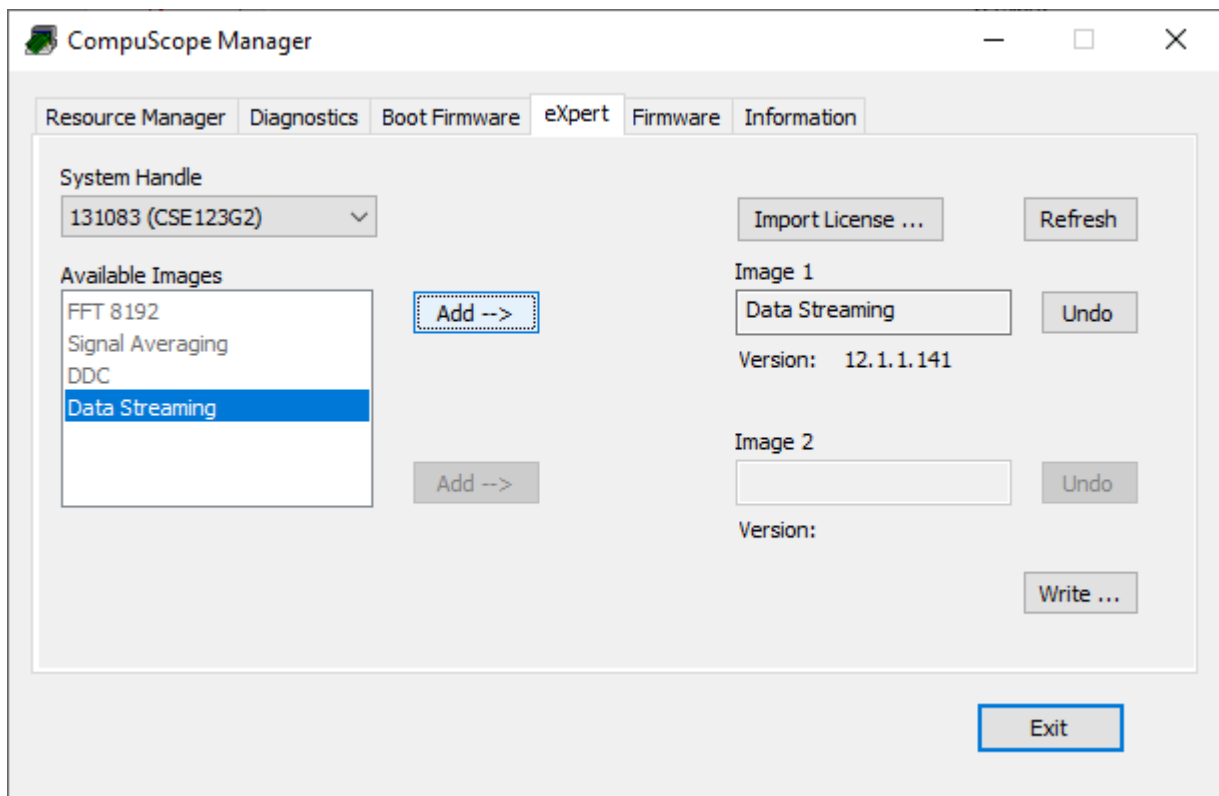 CompuScope Manager
Resource Manager Diagnostics Boot Firmware eXpert Firmware Information
System Handle
131083 (CSE123G2)
Import License ... Refresh
Available Images
Image 1
FFT 8192
Signal Averaging
DDC
Data Streaming
Add -->
Data Streaming
Undo
Version: 12.1.1.141
Image 2
Add -->
Undo
Version:
Write ...
Exit